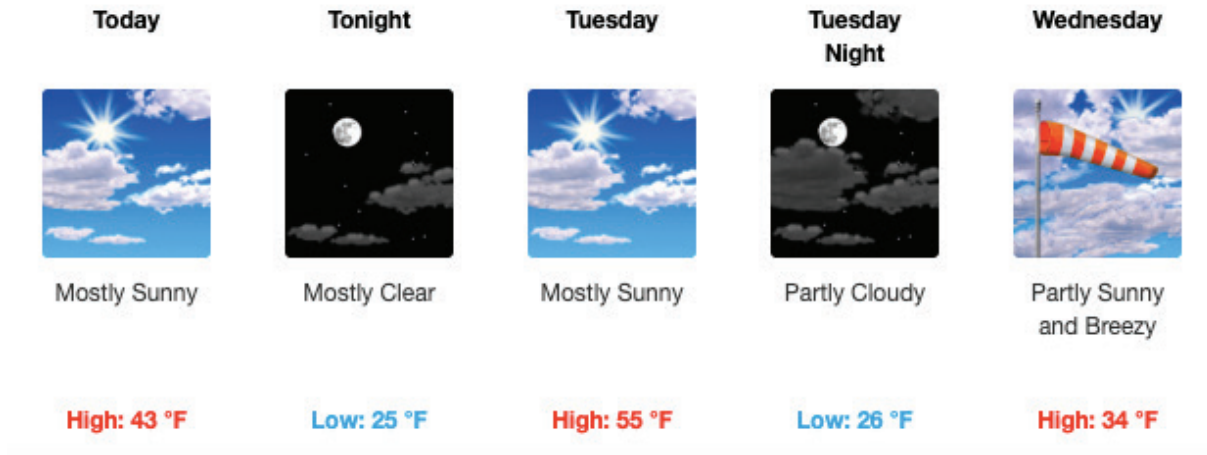 Today
Tonight
Tuesday
Tuesday
Night
Wednesday
Mostly Sunny
Mostly Clear
Mostly Sunny
Partly Cloudy
Partly Sunny
and Breezy
High: 43 °F
Low: 25 °F
High: 55 °F
Low: 26 °F
High: 34 °F